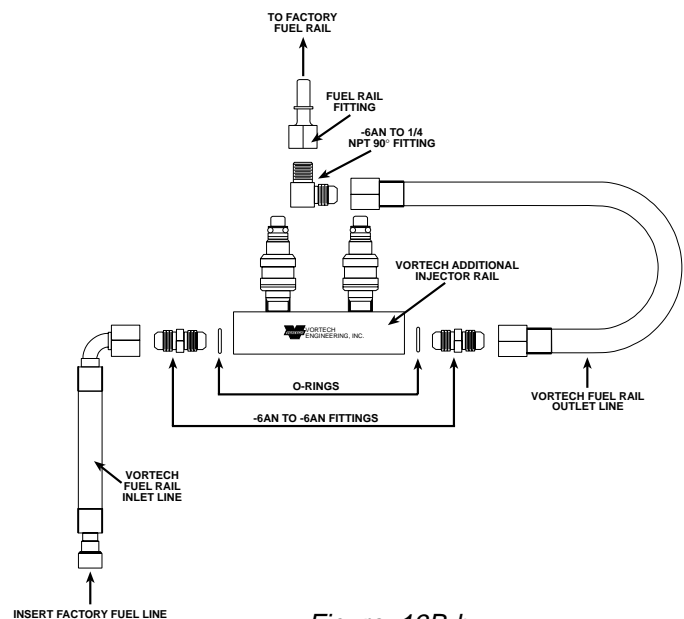 TO FACTORY
FUEL RAIL
FUEL RAIL
FITTING
-6AN TO 1/4
NPT 90° FITTING
VORTECH ADDITIONAL
INJECTOR RAIL
VORTECH
ENGINEERING, INC.
O-RINGS
VORTECH FUEL RAIL
OUTLET LINE
-6AN TO -6AN FITTINGS
VORTECH
FUEL RAIL
INLET LINE
INSERT FACTORY FUEL LINE